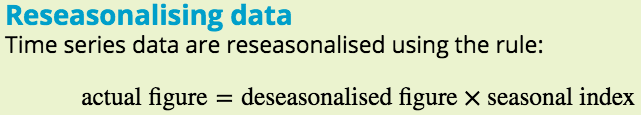 Reseasonalising data
Time series data are reseasonalised using the rule:
actual figure = deseasonalised figure × seasonal index